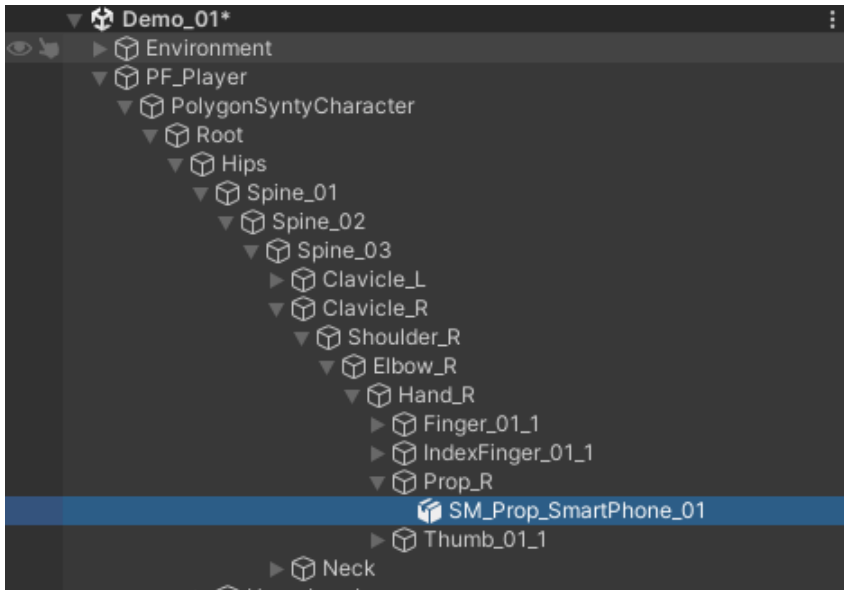 Demo_01*
Environment
PF_Player
PolygonSyntyCharacter
Root
Hips
Spine_01
Spine_02
Spine_03
Clavicle_L
Clavicle_R
Shoulder_R
Elbow_R
Hand_R
Finger_01_1
IndexFinger_01_1
Prop_R
SM_Prop_SmartPhone_01
Thumb_01_1
Neck